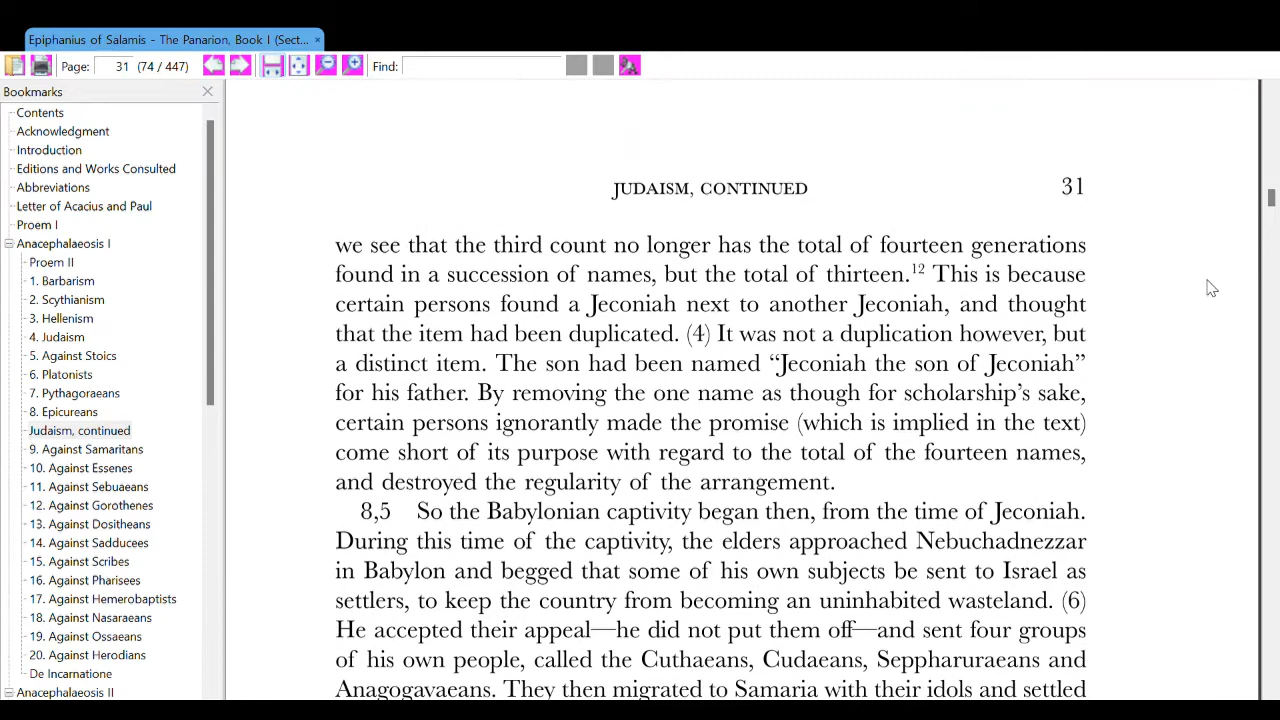 Epiphanius of Salamis - The Panarion, Book I (Sect... ×
Page: 31 (74 / 447) Find:
Bookmarks
Contents
Acknowledgment
Introduction
Editions and Works Consulted
Abbreviations
Letter of Acacius and Paul
Proem I
Anacephalaeosis I
Proem II
1. Barbarism
2. Scythianism
3. Hellenism
4. Judaism
5. Against Stoics
6. Platonists
7. Pythagoraeans
8. Epicureans
Judaism, continued
9. Against Samaritans
10. Against Essenes
11. Against Sebuaeans
12. Against Gorothenes
13. Against Dositheans
14. Against Sadducees
15. Against Scribes
16. Against Pharisees
17. Against Hemerobaptists
18. Against Nasaraeans
19. Against Ossaeans
20. Against Herodians
De Incarnatione
Anacephalaeosis II
JUDAISM, CONTINUED 31
we see that the third count no longer has the total of fourteen generations
found in a succession of names, but the total of thirteen.12 This is because
certain persons found a Jeconiah next to another Jeconiah, and thought
that the item had been duplicated. (4) It was not a duplication however, but
a distinct item. The son had been named “Jeconiah the son of Jeconiah”
for his father. By removing the one name as though for scholarship’s sake,
certain persons ignorantly made the promise (which is implied in the text)
come short of its purpose with regard to the total of the fourteen names,
and destroyed the regularity of the arrangement.
8,5 So the Babylonian captivity began then, from the time of Jeconiah.
During this time of the captivity, the elders approached Nebuchadnezzar
in Babylon and begged that some of his own subjects be sent to Israel as
settlers, to keep the country from becoming an uninhabited wasteland. (6)
He accepted their appeal—he did not put them off—and sent four groups
of his own people, called the Cuthaeans, Cudaeans, Seppharuraeans and
Anagogavaeans. They then migrated to Samaria with their idols and settled